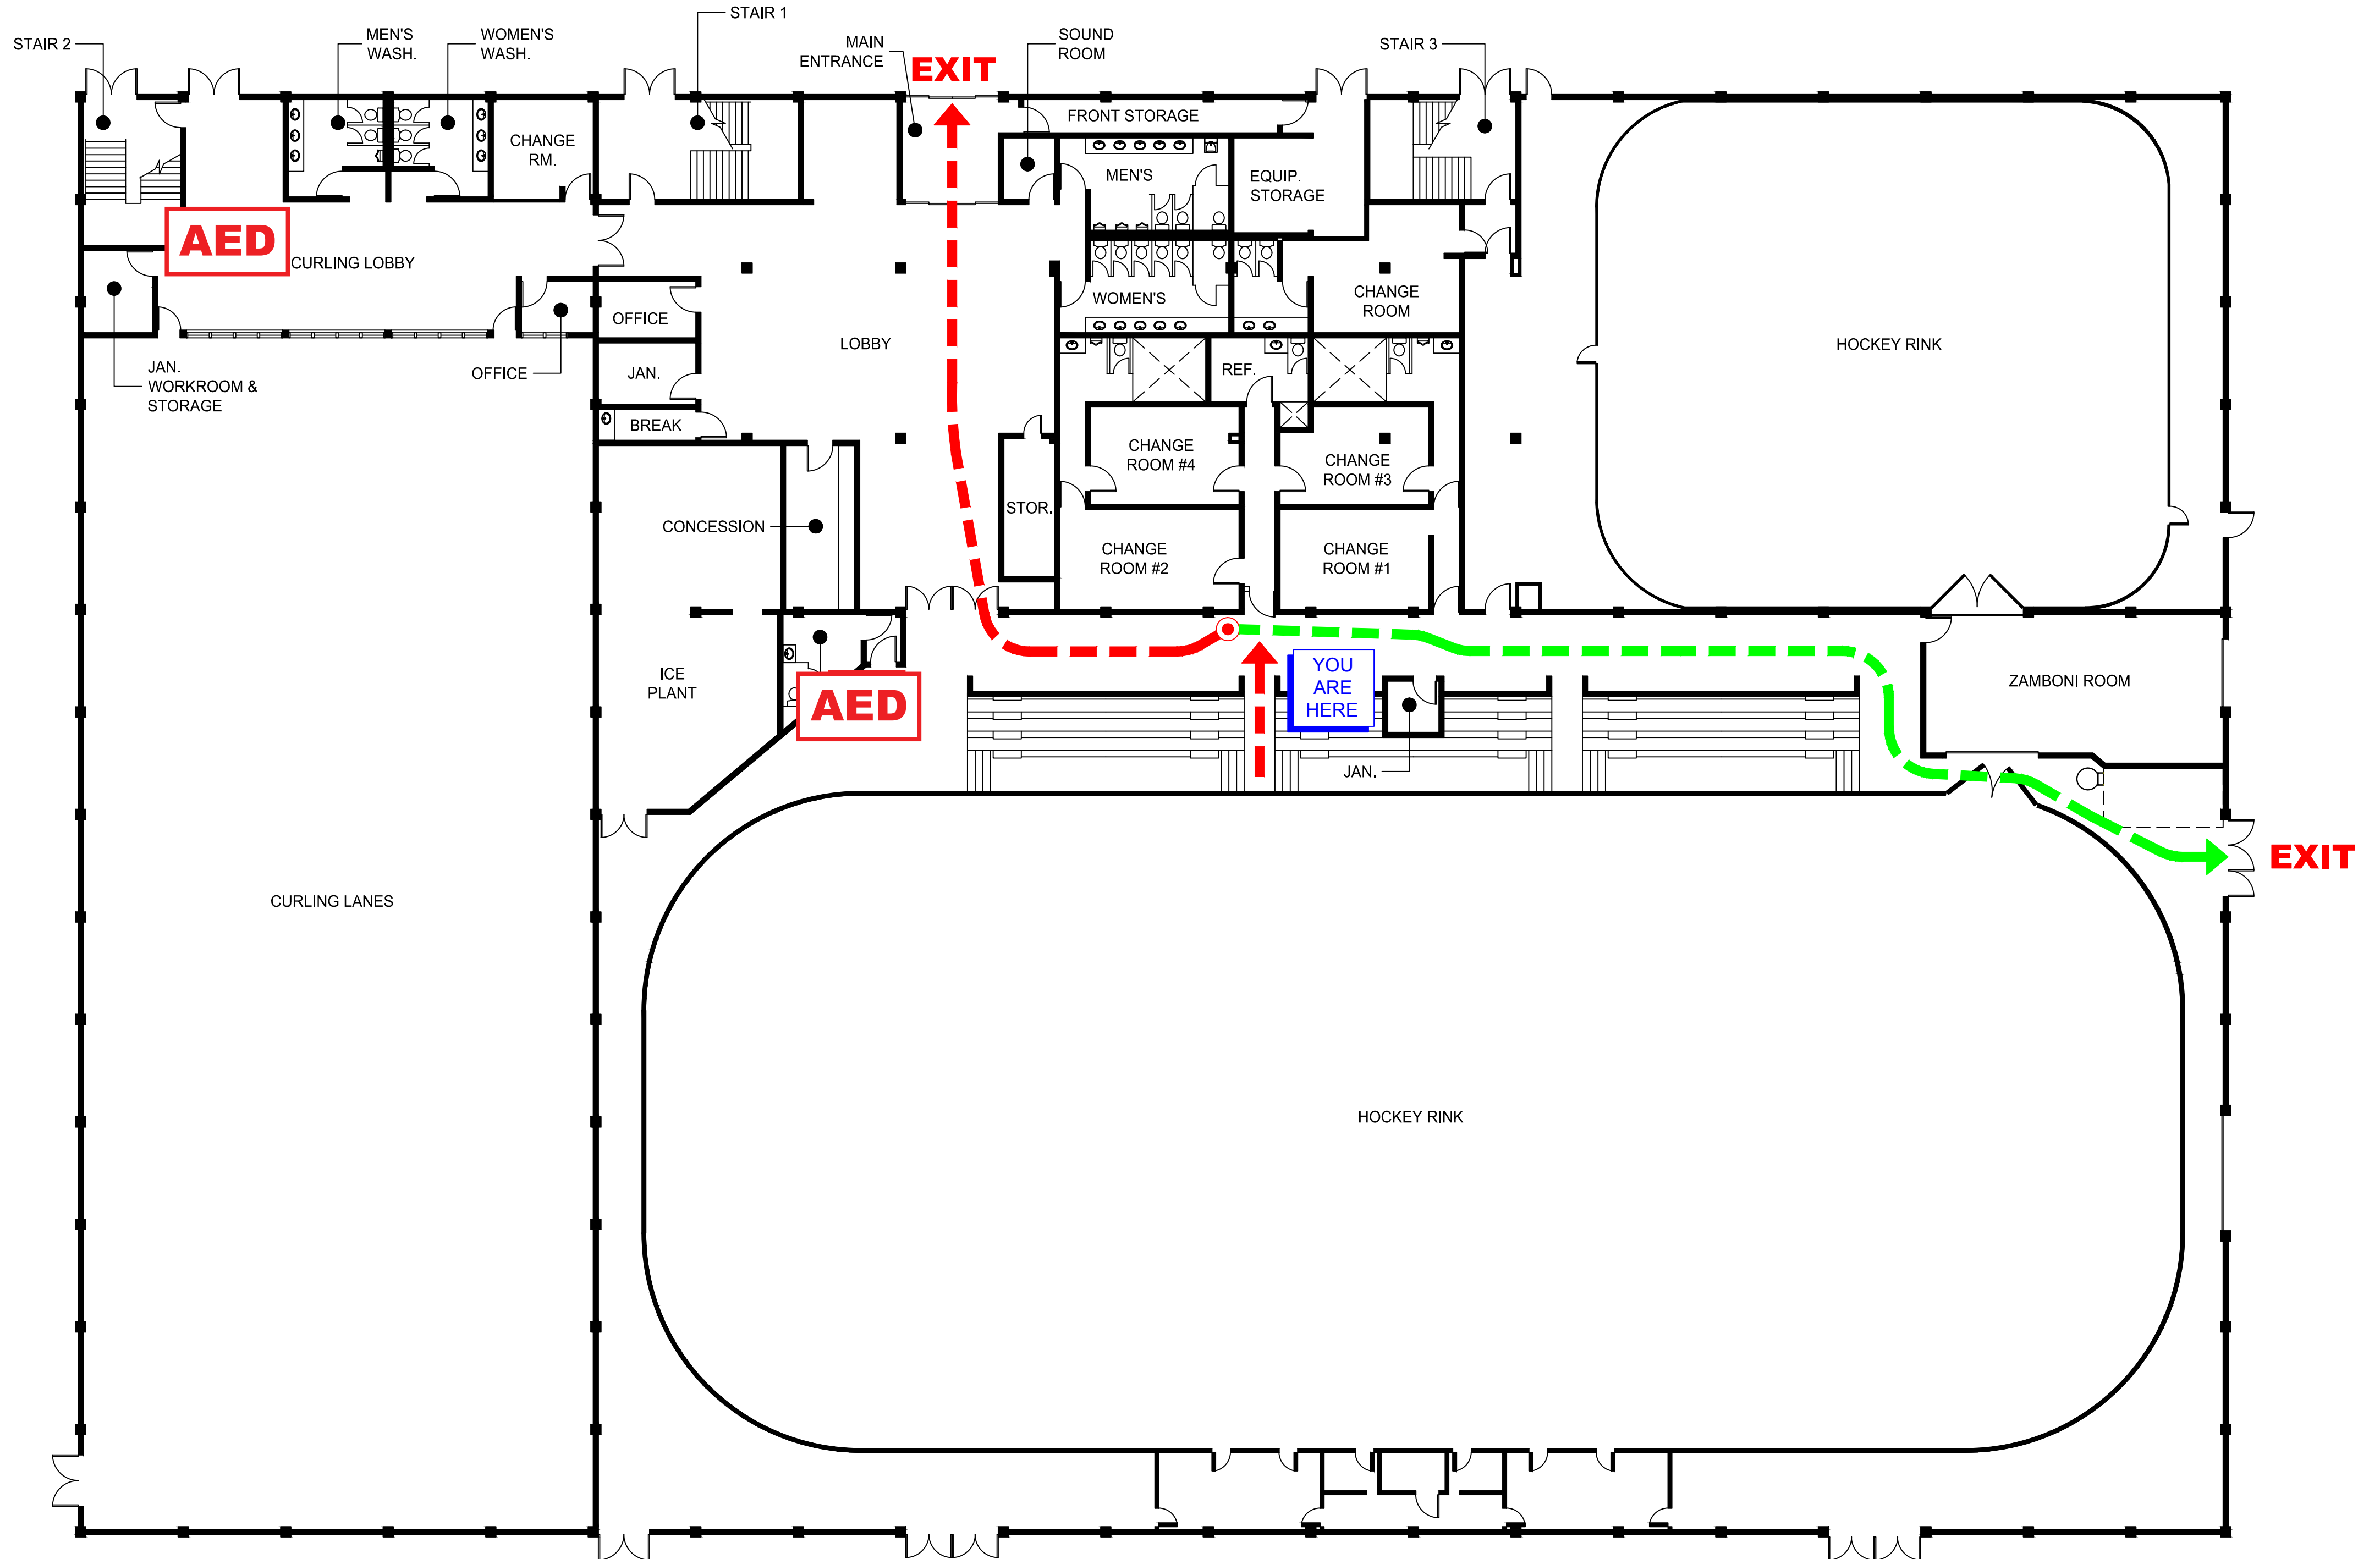 STAIR 1
STAIR 2
MEN'S
WASH.
WOMEN'S
WASH.
MAIN
ENTRANCE
EXIT
SOUND
ROOM
STAIR 3
FRONT STORAGE
CHANGE
RM.
MEN'S
EQUIP.
STORAGE
AED
CURLING LOBBY
WOMEN'S
CHANGE
ROOM
OFFICE
LOBBY
HOCKEY RINK
JAN.
WORKROOM &
STORAGE
OFFICE
JAN.
REF.
BREAK
CHANGE
ROOM #4
CHANGE
ROOM #3
CONCESSION
STOR.
CHANGE
ROOM #2
CHANGE
ROOM #1
ICE
PLANT
AED
YOU
ARE
HERE
ZAMBONI ROOM
JAN.
EXIT
CURLING LANES
HOCKEY RINK